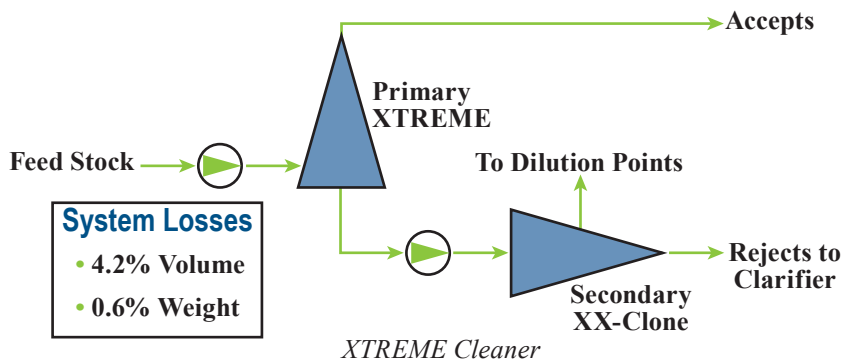 Accepts
Primary
XTREME
Feed Stock
To Dilution Points
System Losses
• 4.2% Volume
• 0.6% Weight
Rejects to
Clarifier
Secondary
XX-Clone
XTREME Cleaner